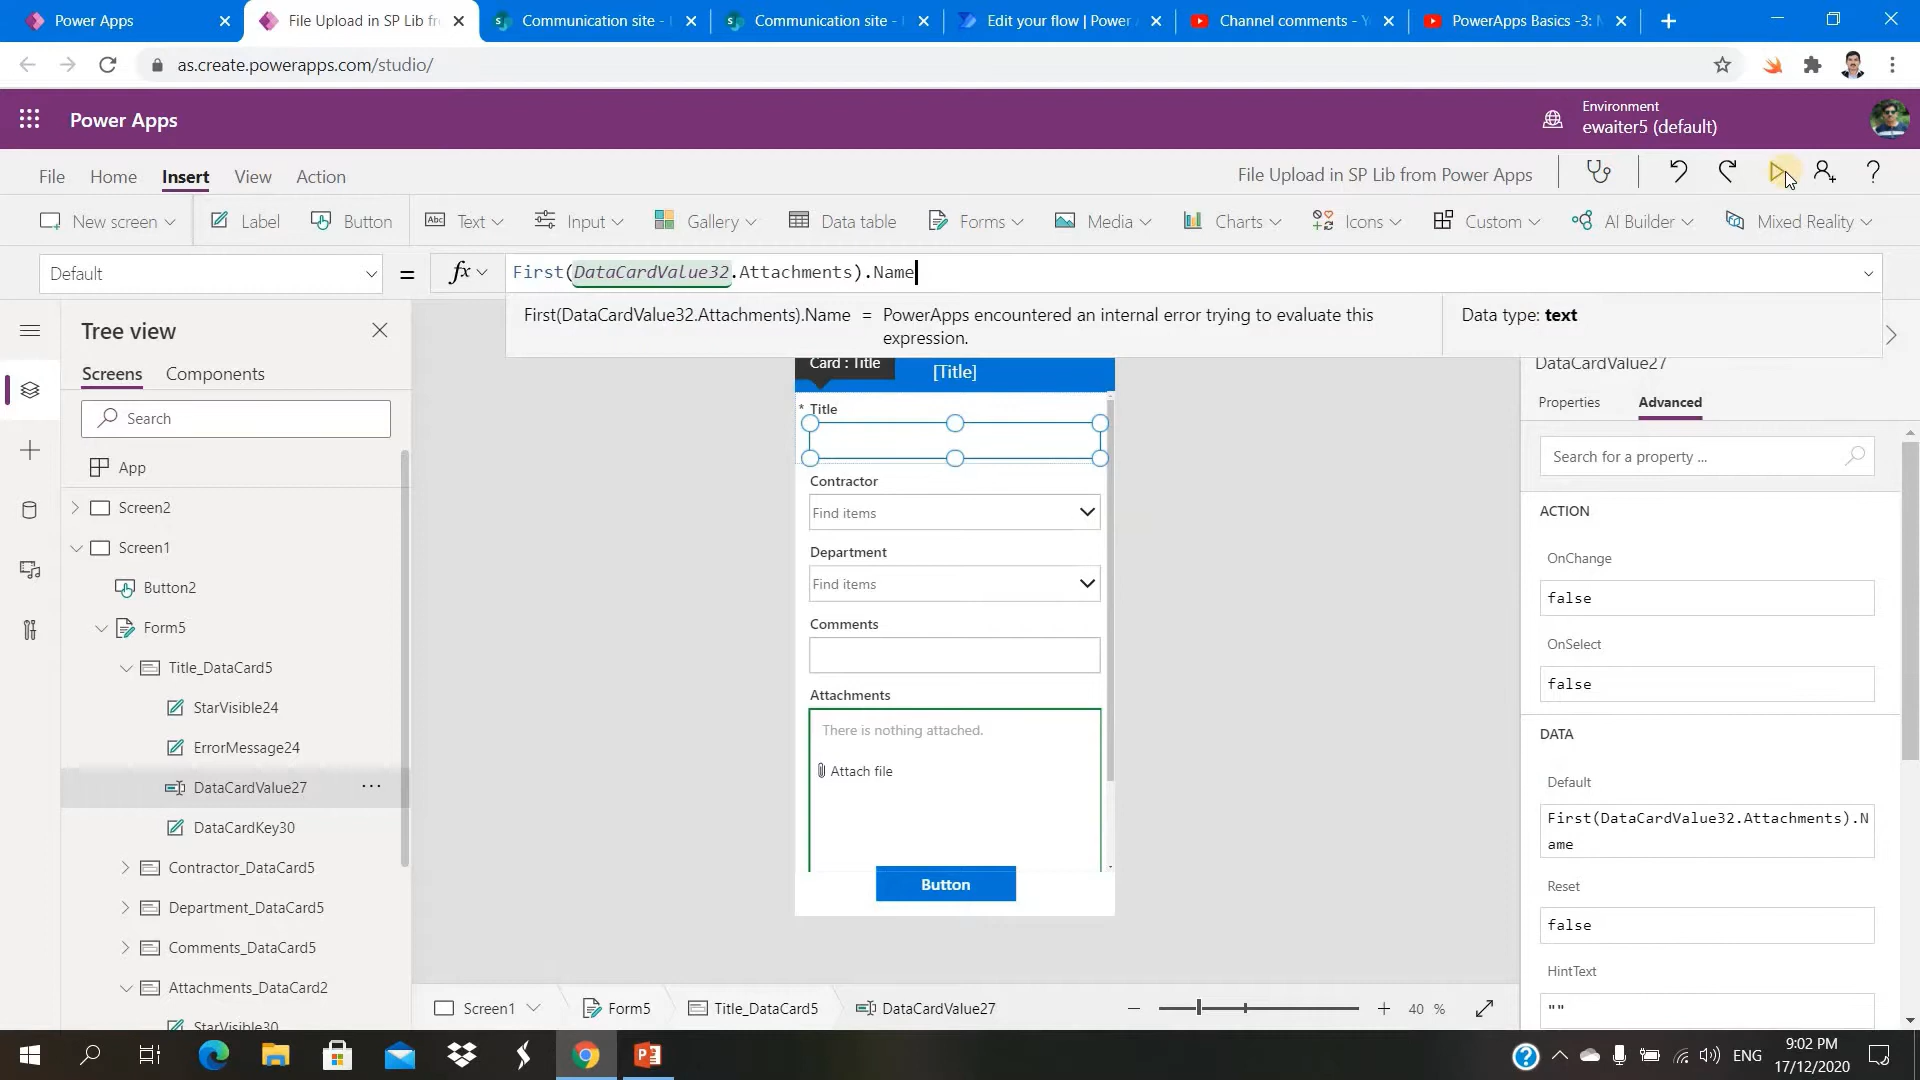 Power Apps
File Upload in SP Lib fr
Communication site -
Communication site -
Edit your flow | Power
Channel comments - Y
PowerApps Basics -3:
as.create.powerapps.com/studio/
Power Apps
Environment
ewaiter5 (default)
File
Home
Insert
View
Action
File Upload in SP Lib from Power Apps
New screen
Label
Button
Abc
Text
Input
Gallery
Data table
Forms
Media
Charts
Icons
Custom
AI Builder
Mixed Reality
Default
=
fx
First(DataCardValue32.Attachments).Name
First(DataCardValue32.Attachments).Name = PowerApps encountered an internal error trying to evaluate this
expression.
Data type: text
Tree view
Screens
Components
Search
App
Screen2
Screen1
Button2
Form5
Title_DataCard5
StarVisible24
ErrorMessage24
DataCardValue27
DataCardKey30
Contractor_DataCard5
Department_DataCard5
Comments_DataCard5
Attachments_DataCard2
StarVisible30
Card : Title
[Title]
* Title
Contractor
Find items
Department
Find items
Comments
Attachments
There is nothing attached.
Attach file
Button
DataCardValue27
Properties
Advanced
Search for a property ...
ACTION
OnChange
false
OnSelect
false
DATA
Default
First(DataCardValue32.Attachments).N
ame
Reset
false
HintText
""
Screen1
Form5
Title_DataCard5
DataCardValue27
40 %
ENG
9:02 PM
17/12/2020